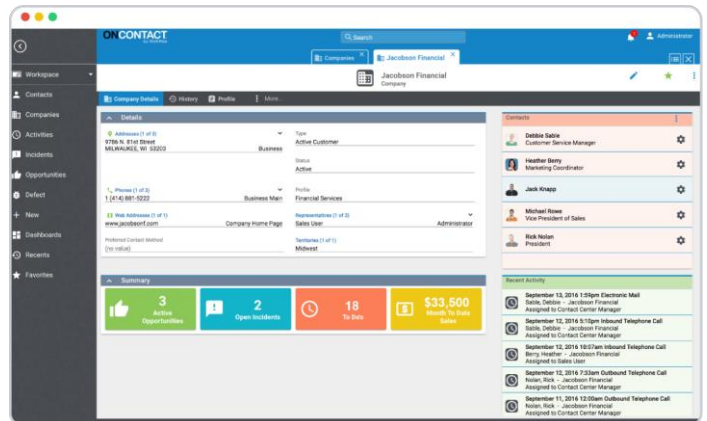 ONCONTACT
Search
Administrator
Companies
Jacobson Financial
Workspace
Contacts
Companies
Activities
Incidents
Opportunities
Defect
New
Dashboards
Recents
Favorites
Jacobson Financial
Company
Company Details
History
Profile
More...
Details
Addresses (1 of 3)
9786 N. 81st Street
MILWAUKEE, WI 53203
Business
Type
Active Customer
Status
Active
Phones (1 of 3)
1 (414) 881-5222
Business Main
Profile
Financial Services
Web Addresses (1 of 1)
www.jacobsonf.com
Company Home Page
Representatives (1 of 3)
Sales User
Administrator
Preferred Contact Method
(no value)
Territories (1 of 1)
Midwest
Summary
3
Active
Opportunities
2
Open Incidents
18
To Do's
$33,500
Month To Date
Sales
Contacts
Debbie Sable
Customer Service Manager
Heather Berry
Marketing Coordinator
Jack Knapp
Michael Rowe
Vice President of Sales
Rick Nolan
President
Recent Activity
September 13, 2016 1:59pm Electronic Mail
Sable, Debbie - Jacobson Financial
Assigned to Contact Center Manager
September 12, 2016 5:10pm Inbound Telephone Call
Sable, Debbie - Jacobson Financial
Assigned to Contact Center Manager
September 12, 2016 10:57am Inbound Telephone Call
Berry, Heather - Jacobson Financial
Assigned to Sales User
September 12, 2016 7:33am Outbound Telephone Call
Nolan, Rick - Jacobson Financial
Assigned to Contact Center Manager
September 11, 2016 12:00am Outbound Telephone Call
Nolan, Rick - Jacobson Financial
Assigned to Contact Center Manager